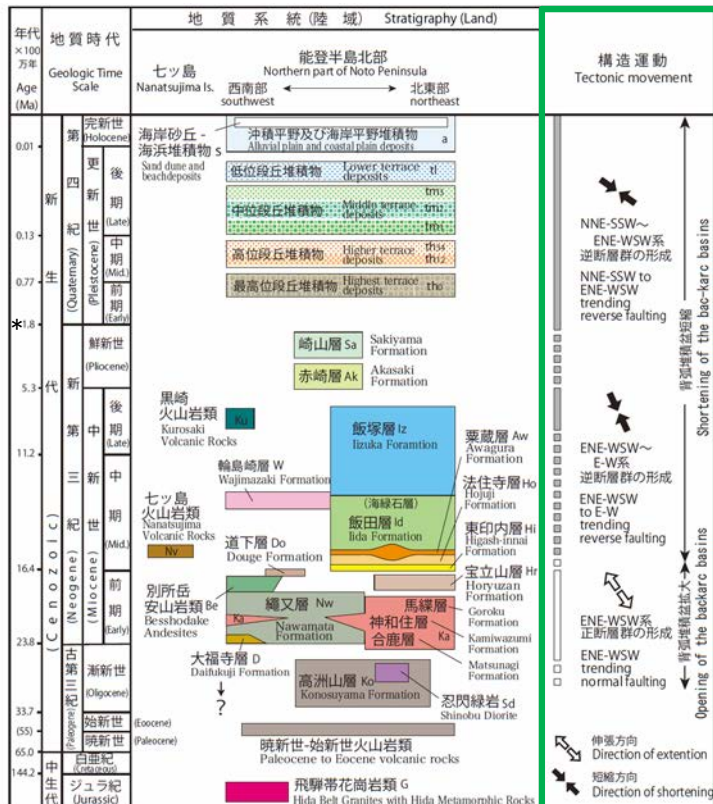 年代
×100
万年
Age
(Ma)
地質時代
Geologic Time
Scale
地 質 系 統 (陸 域) Stratigraphy (Land)
七ッ島
Nanatsujima Is.
能登半島北部
Northern part of Noto Peninsula
西南部
southwest
北東部
northeast
構造運動
Tectonic movement
0.01
0.13
0.77
*1.8
5.3
11.2
16.4
23.8
33.7
(55)
65.0
144.2
新生代
(Cenozoic)
中生代
第四紀
(Quaternary)
新第三紀
(Neogene)
古第三紀
(Paleogene)
完新世
(Holocene)
更新世
(Pleistocene)
後期
(Late)
中期
(Mid.)
前期
(Early)
鮮新世
(Pliocene)
中新世
(Miocene)
後期
(Late)
中期
(Mid.)
前期
(Early)
漸新世
(Oligocene)
始新世
(Eoocene)
暁新世
(Paleocene)
白亜紀
(Cretaceous)
ジュラ紀
(Jurassic)
海岸砂丘 -
海浜堆積物 s
Sand dune and
beachdeposits
沖積平野及び海岸平野堆積物
Alluvial plain and coastal plain deposits
a
低位段丘堆積物 Lower terrace deposits tl
中位段丘堆積物 Middle terrace deposits
tm3
tm2
tm1
高位段丘堆積物 Higher terrace deposits
th34
th12
最高位段丘堆積物 Highest terrace deposits th0
崎山層 Sa
Sakiyama
Formation
赤崎層 Ak
Akasaki
Formation
黒崎
火山岩類
Kurosaki
Volcanic Rocks
Ku
飯塚層 Iz
Iizuka Foramtion
粟蔵層 Aw
Awagura
Formation
輪島崎層 W
Wajimazaki Formation
法住寺層 Ho
Hojuji
Formation
(海緑石層)
飯田層 Id
Iida Formation
七ッ島
火山岩類
Nanatsujima
Volcanic Rocks
Nv
東印内層 Hi
Higash-innai
Formation
道下層 Do
Douge Formation
宝立山層 Hr
Horyuzan Formation
別所岳
安山岩類 Be
Besshodake
Andesites
縄又層 Nw
Nawamata
Formation
Ka
馬緤層
Goroku
Formation
神和住層
Kamiwazumi
Formation
合鹿層
Ka
Matsunagi
Formation
大福寺層 D
Daifukuji Formation
?
高洲山層 Ko
Konosuyama Formation
忍閃緑岩 Sd
Shinobu Diorite
暁新世-始新世火山岩類
Paleocene to Eocene volcanic rocks
飛騨帯花崗岩類 G
Hida Belt Granites with Hida Metamorphic Rocks
NNE-SSW～
ENE-WSW系
逆断層群の形成
NNE-SSW to
ENE-WSW
trending
reverse faulting
ENE-WSW～
E-W系
逆断層群の形成
ENE-WSW
to E-W
trending
reverse faulting
ENE-WSW系
正断層群の形成
ENE-WSW
trending
normal faulting
背弧堆積盆短縮
Shortening of the bac-karc basins
背弧堆積盆拡大
Opening of the backarc basins
伸張方向
Direction of extention
短縮方向
Direction of shortening